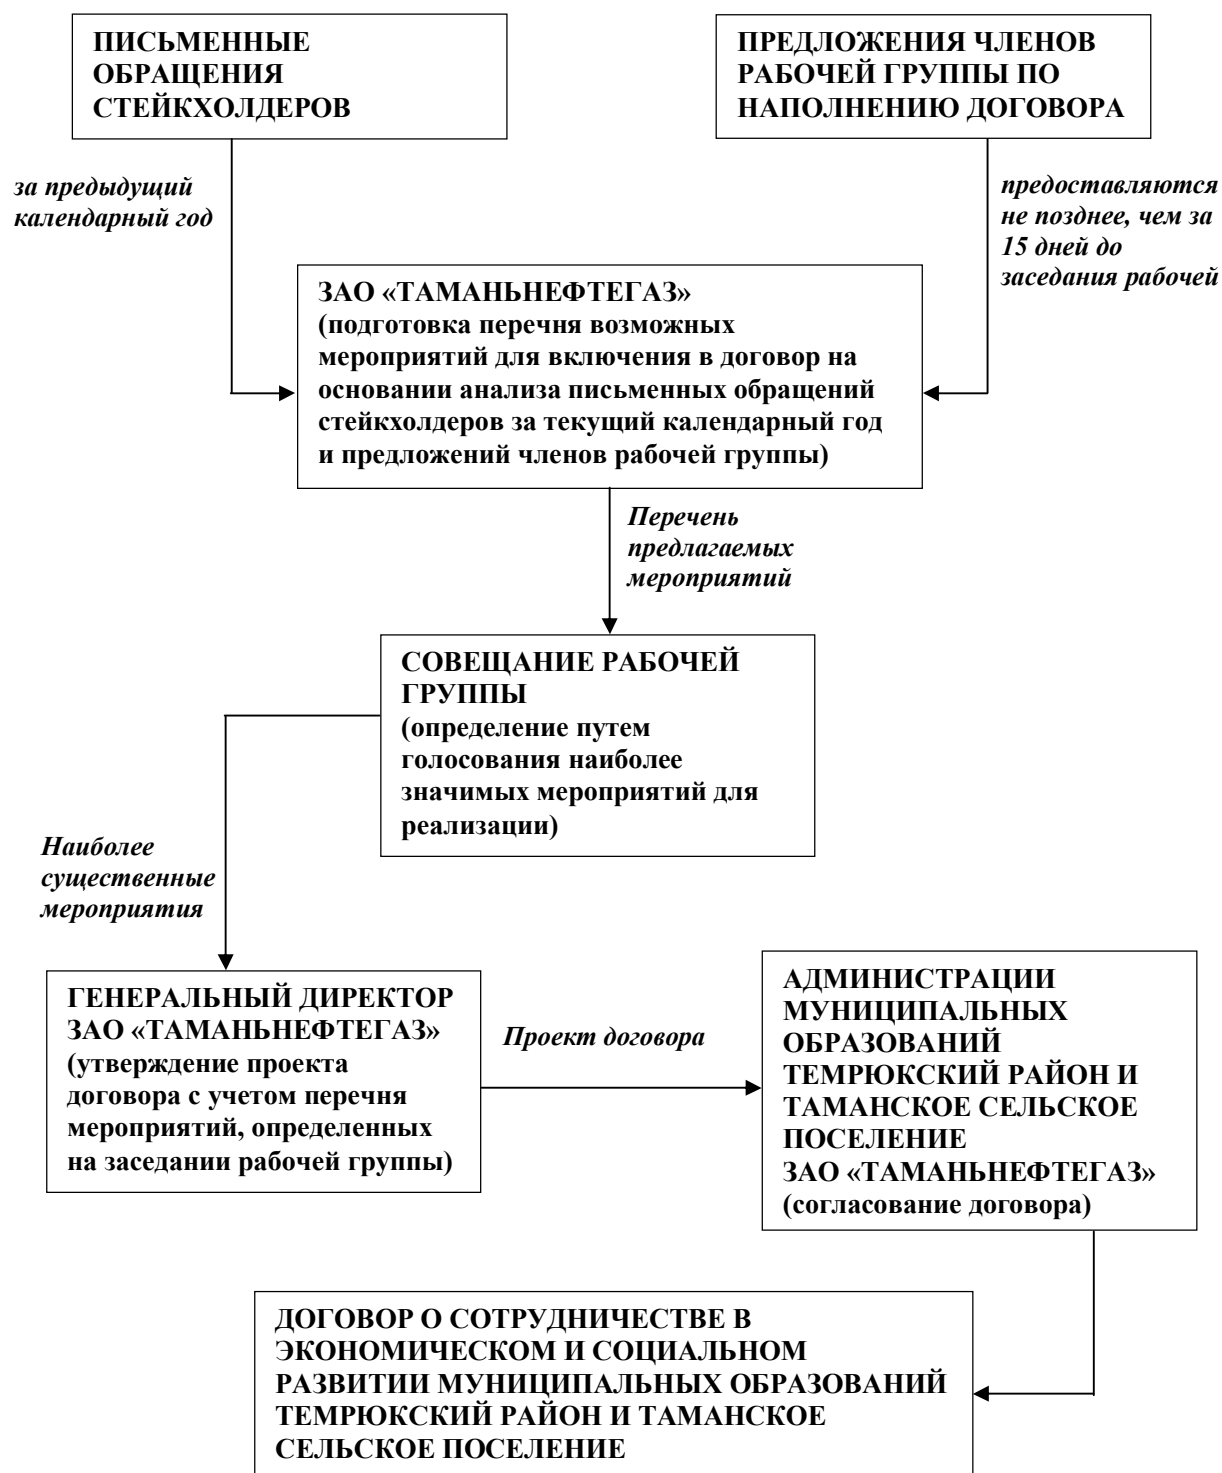 ПИСЬМЕННЫЕ
ОБРАЩЕНИЯ
СТЕЙКХОЛДЕРОВ
ПРЕДЛОЖЕНИЯ ЧЛЕНОВ
РАБОЧЕЙ ГРУППЫ ПО
НАПОЛНЕНИЮ ДОГОВОРА
за предыдущий
календарный год
предоставляются
не позднее, чем за
15 дней до
заседания рабочей
ЗАО «ТАМАНЬНЕФТЕГАЗ»
(подготовка перечня возможных
мероприятий для включения в договор на
основании анализа письменных обращений
стейкхолдеров за текущий календарный год
и предложений членов рабочей группы)
Перечень
предлагаемых
мероприятий
СОВЕЩАНИЕ РАБОЧЕЙ
ГРУППЫ
(определение путем
голосования наиболее
значимых мероприятий для
реализации)
Наиболее
существенные
мероприятия
ГЕНЕРАЛЬНЫЙ ДИРЕКТОР
ЗАО «ТАМАНЬНЕФТЕГАЗ»
(утверждение проекта
договора с учетом перечня
мероприятий, определенных
на заседании рабочей группы)
Проект договора
АДМИНИСТРАЦИИ
МУНИЦИПАЛЬНЫХ
ОБРАЗОВАНИЙ
ТЕМРЮКСКИЙ РАЙОН И
ТАМАНСКОЕ СЕЛЬСКОЕ
ПОСЕЛЕНИЕ
ЗАО «ТАМАНЬНЕФТЕГАЗ»
(согласование договора)
ДОГОВОР О СОТРУДНИЧЕСТВЕ В
ЭКОНОМИЧЕСКОМ И СОЦИАЛЬНОМ
РАЗВИТИИ МУНИЦИПАЛЬНЫХ ОБРАЗОВАНИЙ
ТЕМРЮКСКИЙ РАЙОН И ТАМАНСКОЕ
СЕЛЬСКОЕ ПОСЕЛЕНИЕ